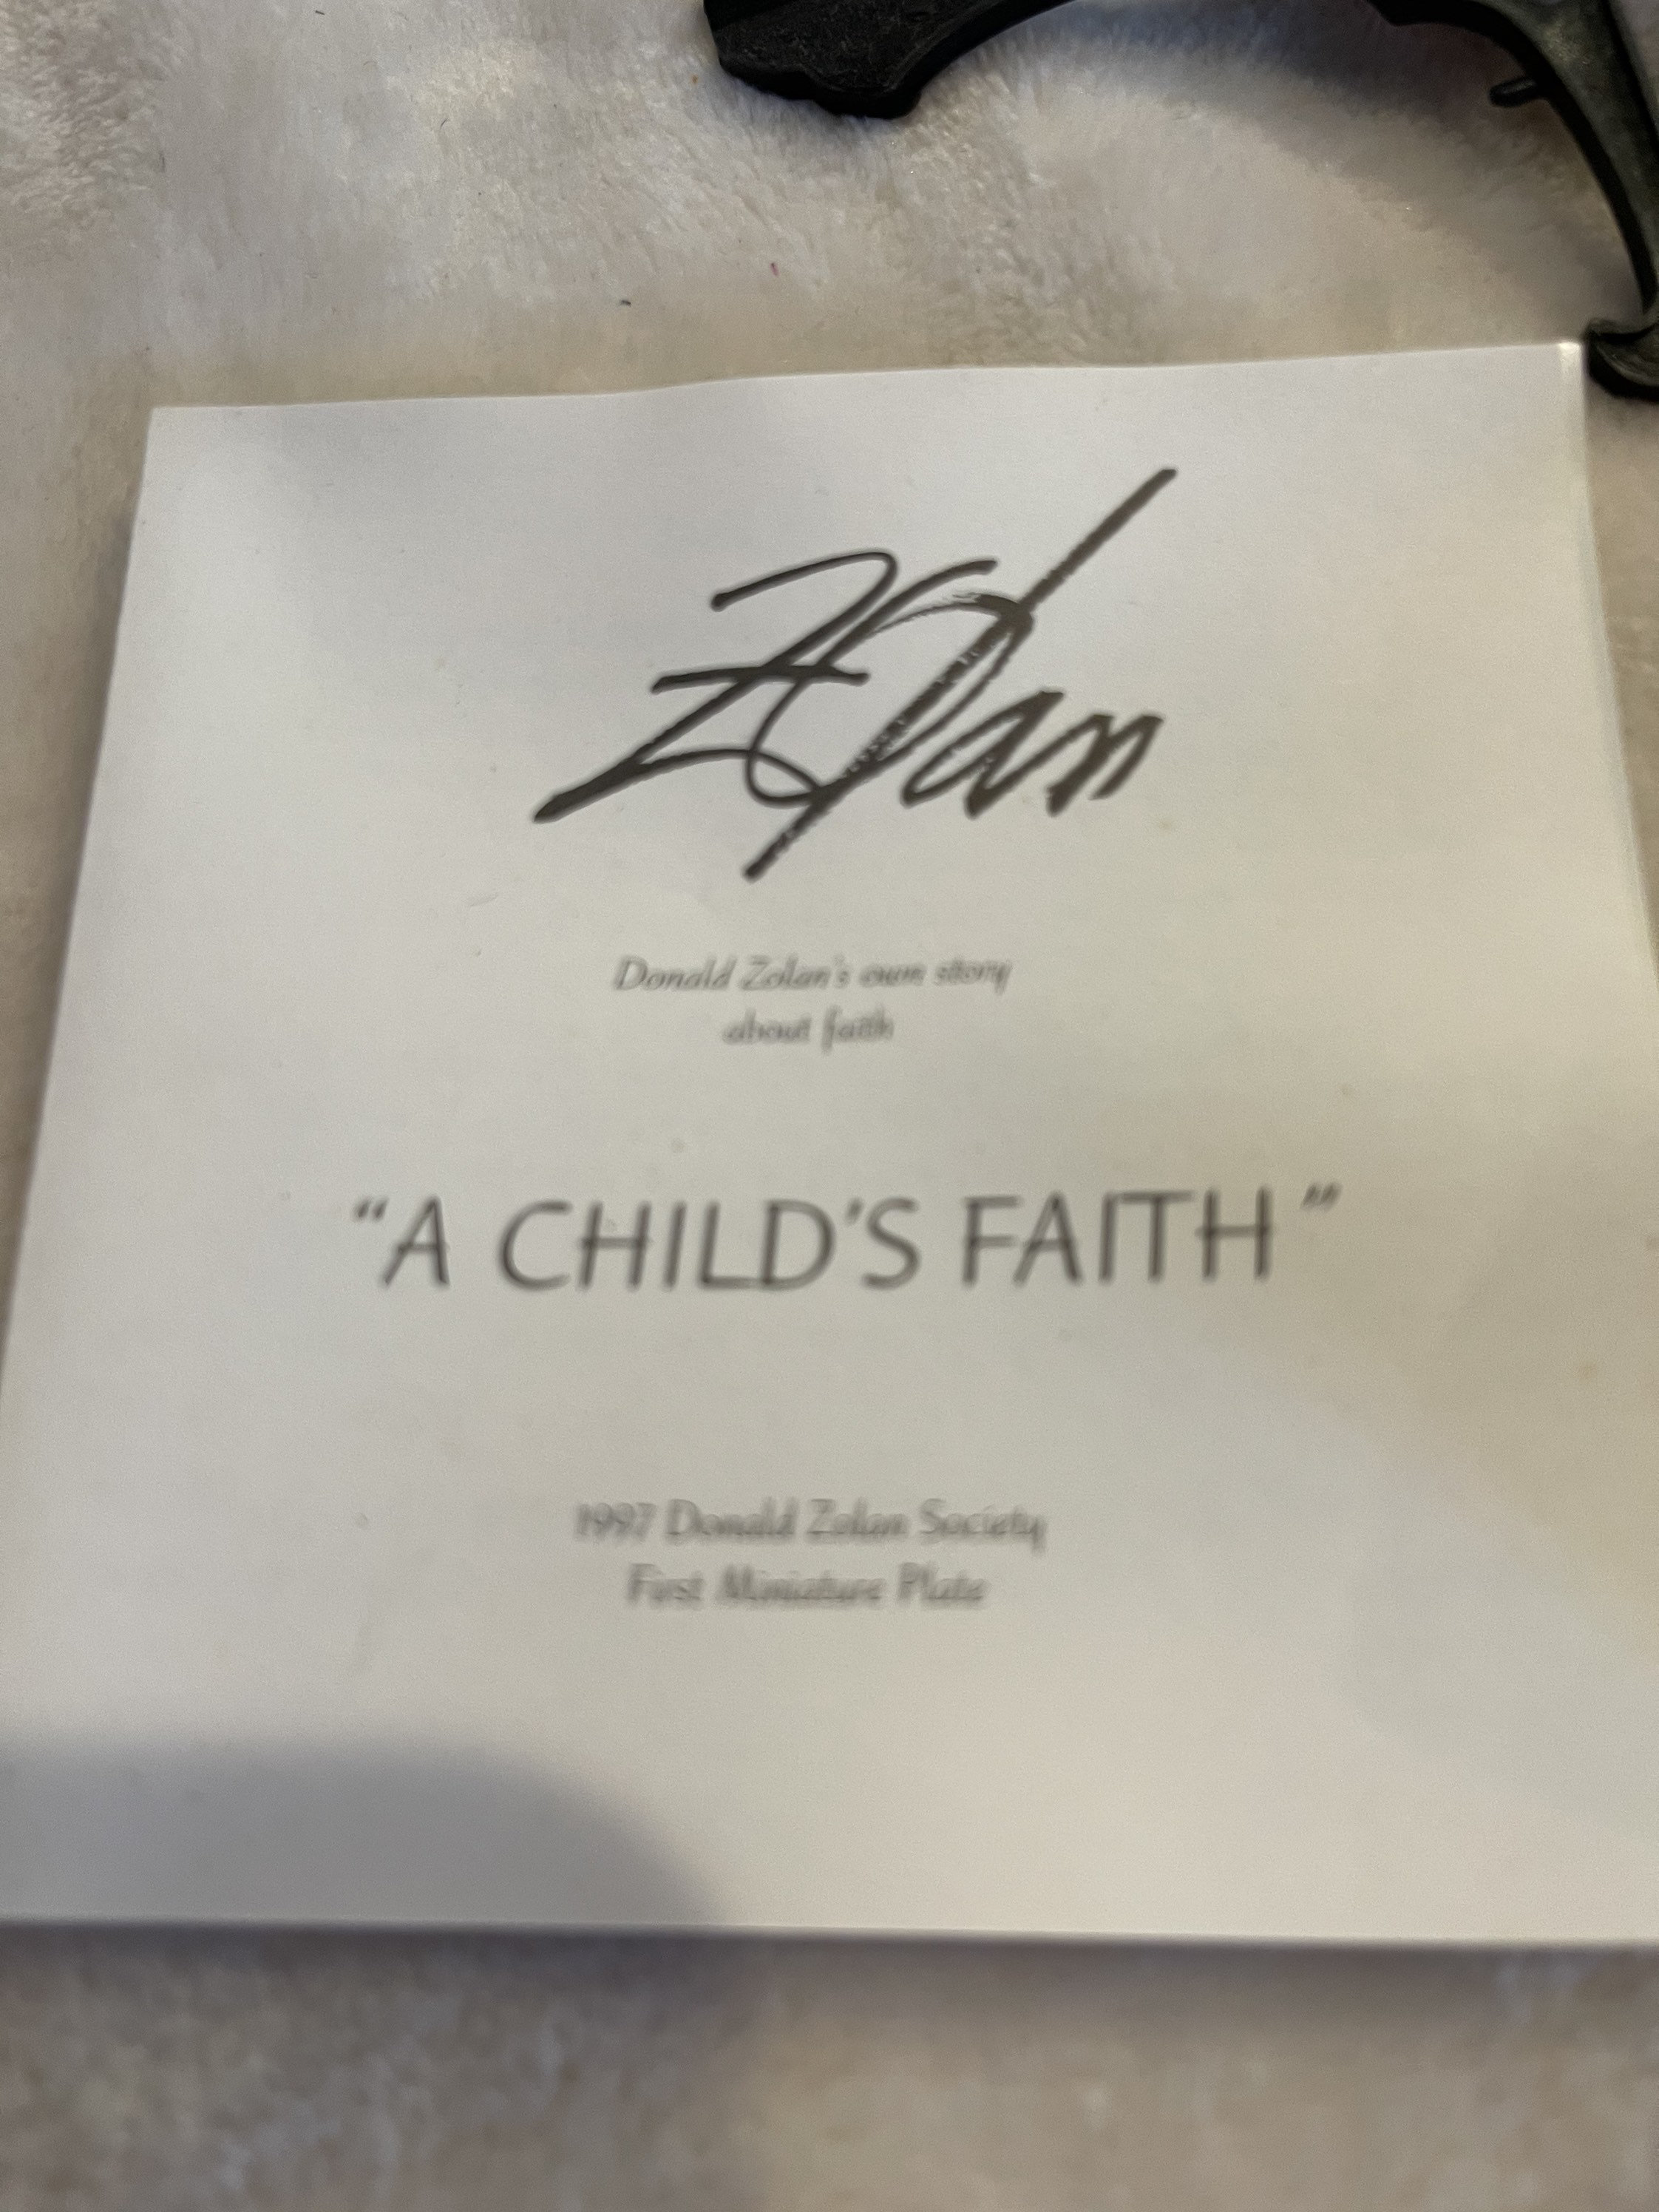 Zolan
Donald Zolan's own story
about faith
“A CHILD’S FAITH”
1997 Donald Zolan Society
First Miniature Plate